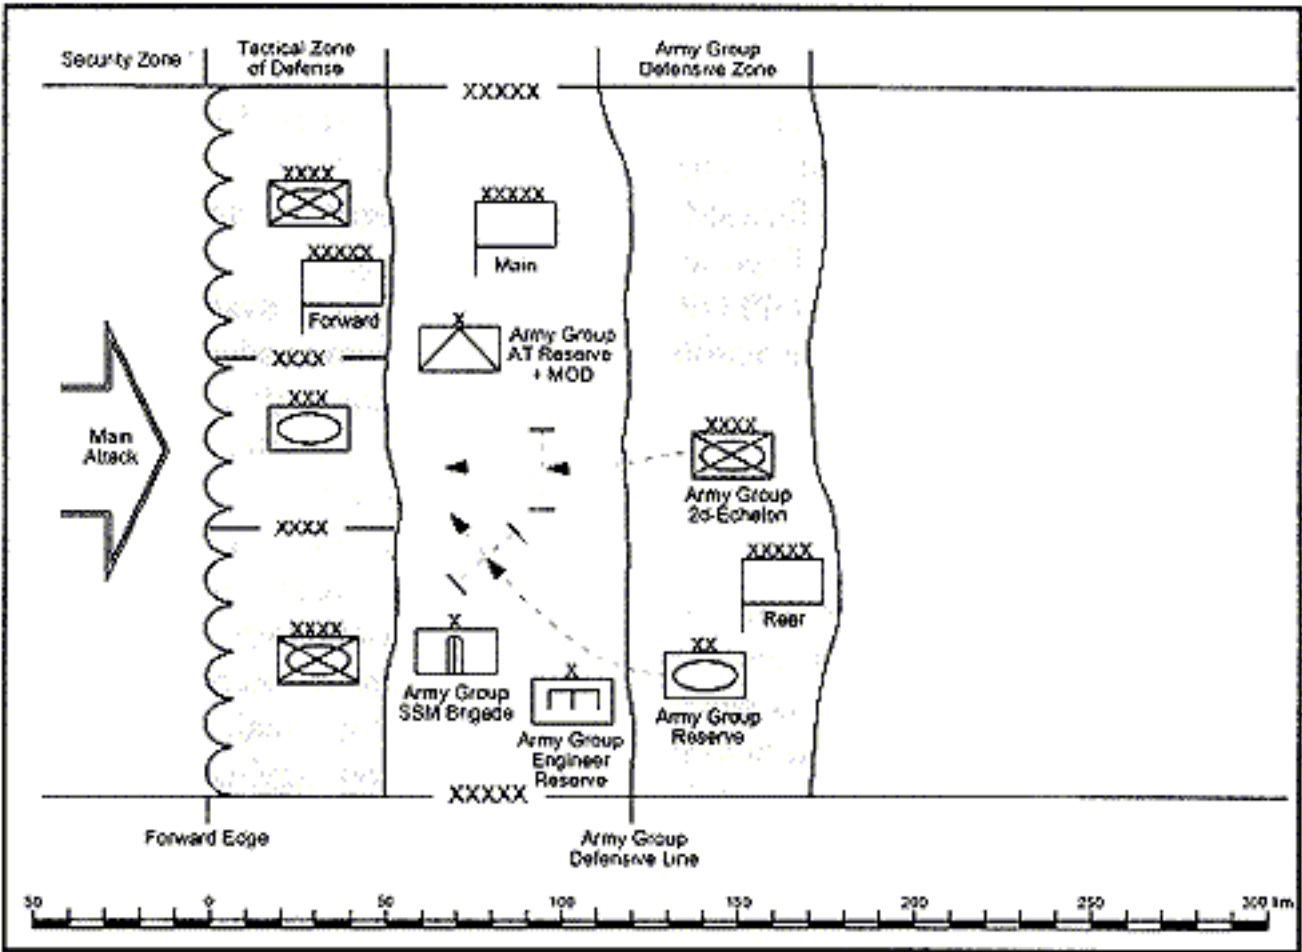 Security Zone
Tactical Zone
of Defense
Army Group
Defensive Zone
XXXXX
XXXX
XXXXX
Forward
XXXXX
Main
X
Army Group
AT Reserve
+ MOD
XXXX
XXX
Main
Attack
XXXX
Army Group
2d-Echelon
XXXX
XXXXX
Rear
XXXX
X
Army Group
SSM Brigade
X
Army Group
Engineer
Reserve
XX
Army Group
Reserve
XXXXX
Forward Edge
Army Group
Defensive Line
50
0
50
100
150
200
250
300 km